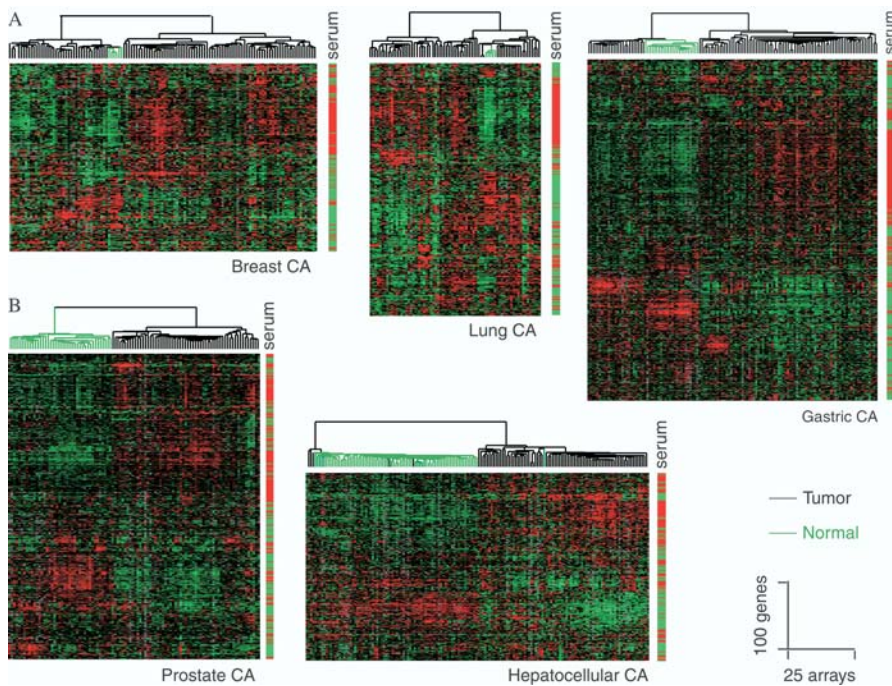 A
serum
Breast CA
serum
Lung CA
serum
Gastric CA
B
serum
Prostate CA
serum
Hepatocellular CA
Tumor
Normal
100 genes
25 arrays